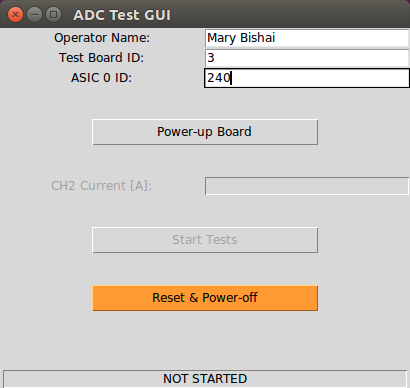 ADC Test GUI
Operator Name: Mary Bishai
Test Board ID: 3
ASIC 0 ID: 240
Power-up Board
CH2 Current [A]:
Start Tests
Reset & Power-off
NOT STARTED